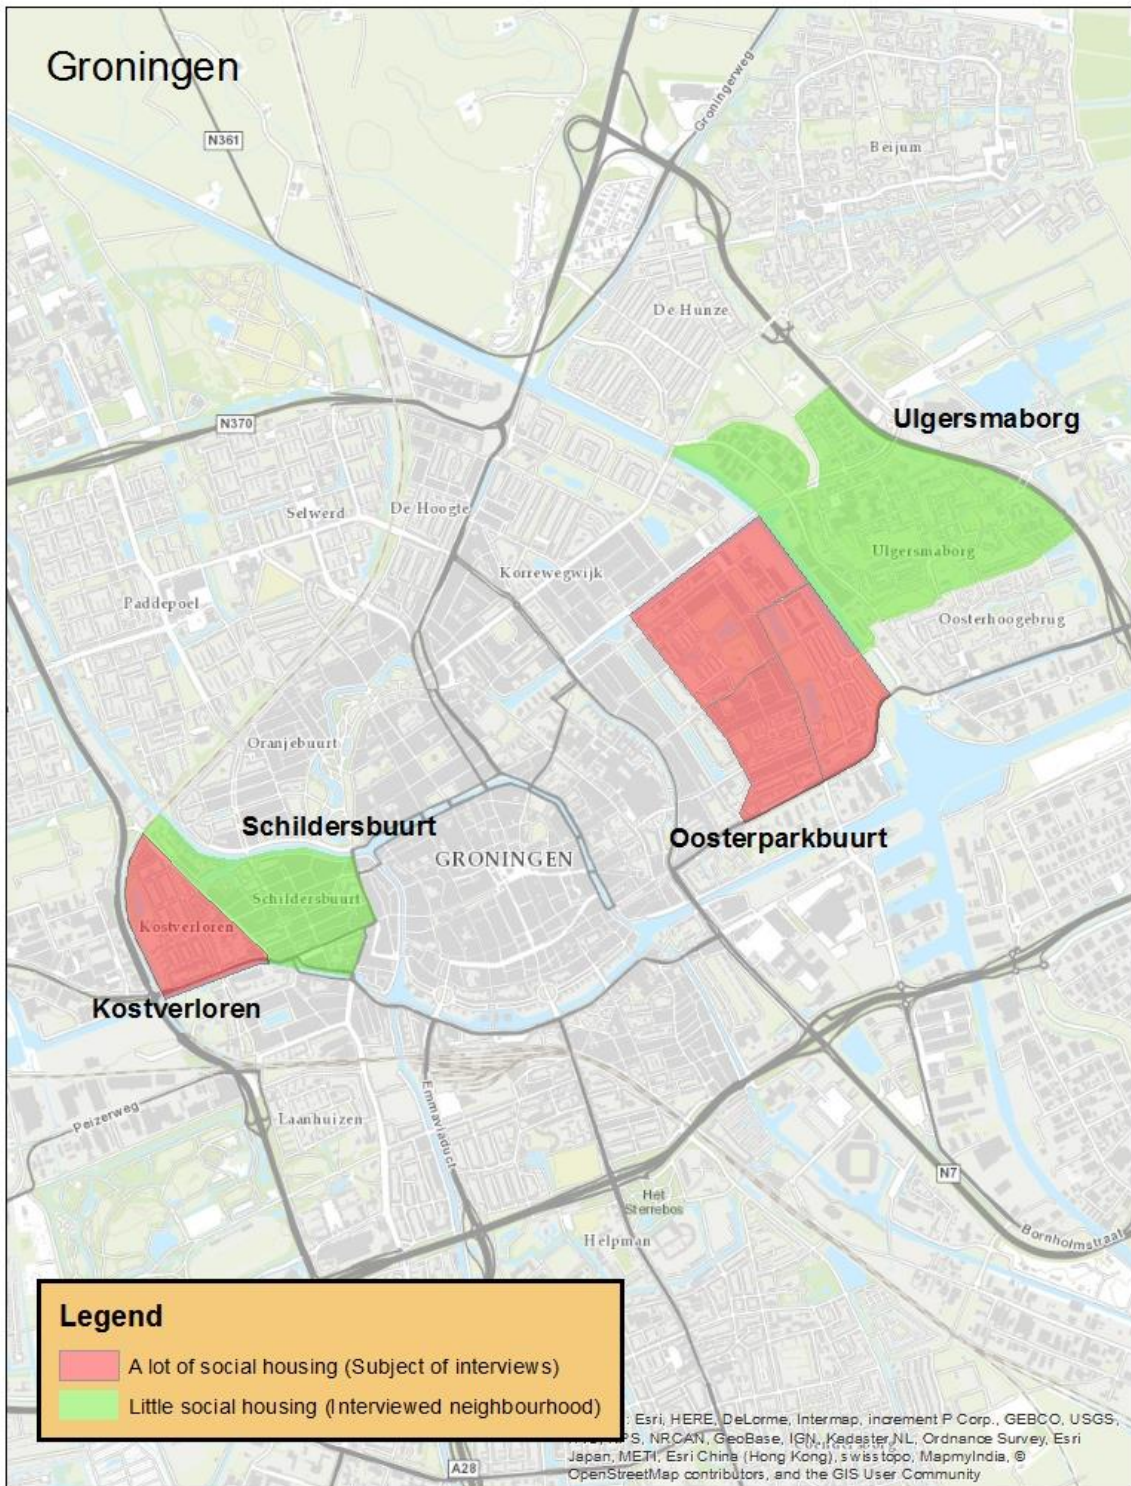 Groningen
Groningerweg
N361
Beijum
De Hunze
Ulgersmaborg
N370
Selwerd
De Hoogte
Korrewegwijk
Ulgersmaborg
Paddepoel
Oosterhoogebrug
Oranjebuurt
Schildersbuurt
Oosterparkbuurt
GRONINGEN
Schildersbuurt
Kostverloren
Kostverloren
Peizerweg
Laanhuizen
Emmaviaduct
N7
Het
Sterrebos
Bornholmstraat
Helpman
Legend
A lot of social housing (Subject of interviews)
Little social housing (Interviewed neighbourhood)
: Esri, HERE, DeLorme, Intermap, increment P Corp., GEBCO, USGS,
NRCAN, GeoBase, IGN, Kadaster NL, Ordnance Survey, Esri
Japan, METI, Esri China (Hong Kong), swisstopo, MapmyIndia, ©
OpenStreetMap contributors, and the GIS User Community
A28